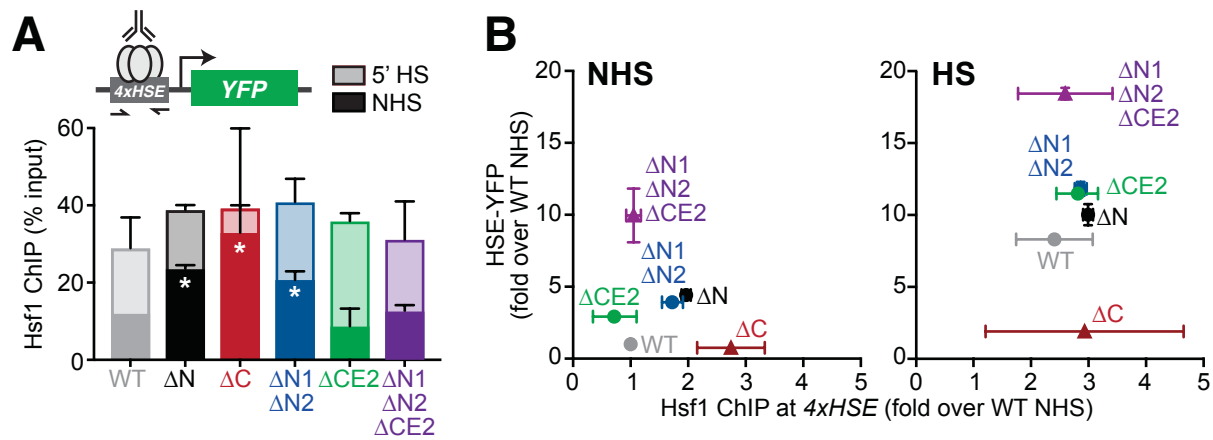 A
4xHSE
YFP
5' HS
NHS
Hsf1 ChIP (% input)
60
40
20
0
*
*
*
WT
ΔN
ΔC
ΔN1
ΔN2
ΔCE2
ΔN1
ΔN2
ΔCE2
B
HSE-YFP
(fold over WT NHS)
NHS
20
15
10
5
0
ΔN1
ΔN2
ΔCE2
ΔN1
ΔN2
ΔCE2
ΔN
WT
ΔC
0
1
2
3
4
5
HS
20
15
10
5
0
ΔN1
ΔN2
ΔCE2
ΔN1
ΔN2
ΔCE2
ΔN
WT
ΔC
0
1
2
3
4
5
Hsf1 ChIP at 4xHSE (fold over WT NHS)